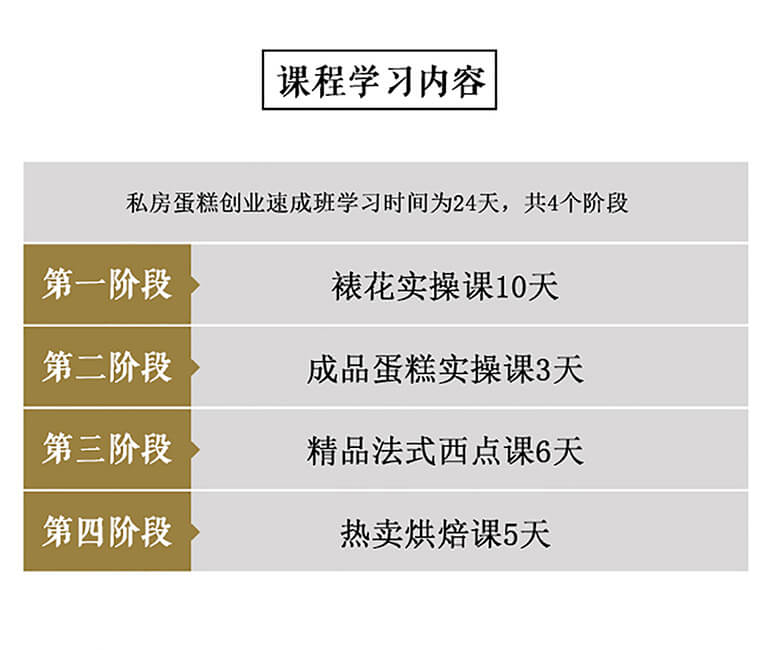 课程学习内容
私房蛋糕创业速成班学习时间为24天，共4个阶段
第一阶段 裱花实操课10天
第二阶段 成品蛋糕实操课3天
第三阶段 精品法式西点课6天
第四阶段 热卖烘焙课5天